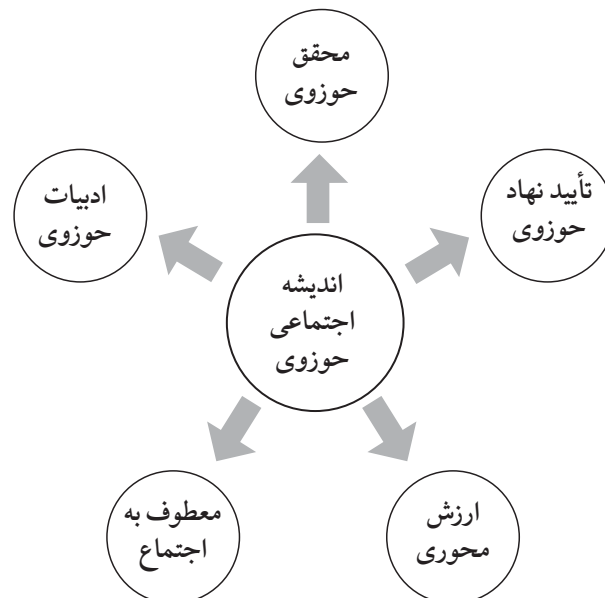 محقق
حوزوی
تأیید نهاد
حوزوی
ادبیات
حوزوی
اندیشه
اجتماعی
حوزوی
ارزش
محوری
معطوف به
اجتماع